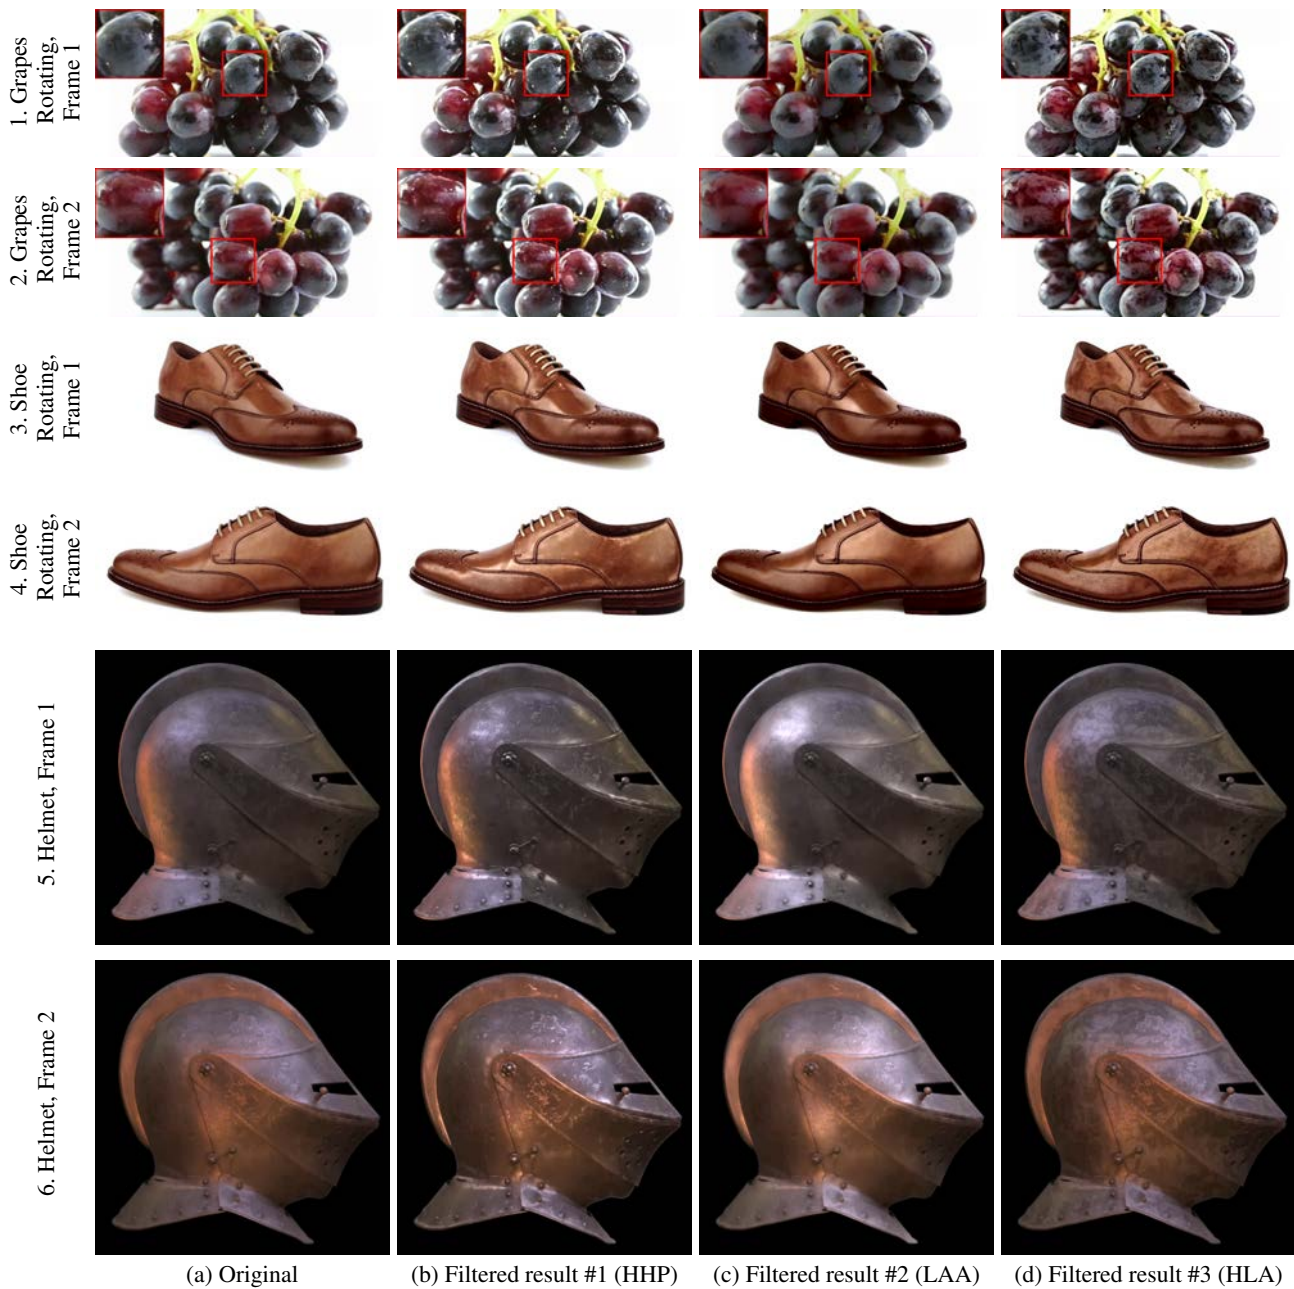 1. Grapes
Rotating,
Frame 1
2. Grapes
Rotating,
Frame 2
3. Shoe
Rotating,
Frame 1
4. Shoe
Rotating,
Frame 2
5. Helmet, Frame 1
6. Helmet, Frame 2
(a) Original
(b) Filtered result #1 (HHP)
(c) Filtered result #2 (LAA)
(d) Filtered result #3 (HLA)